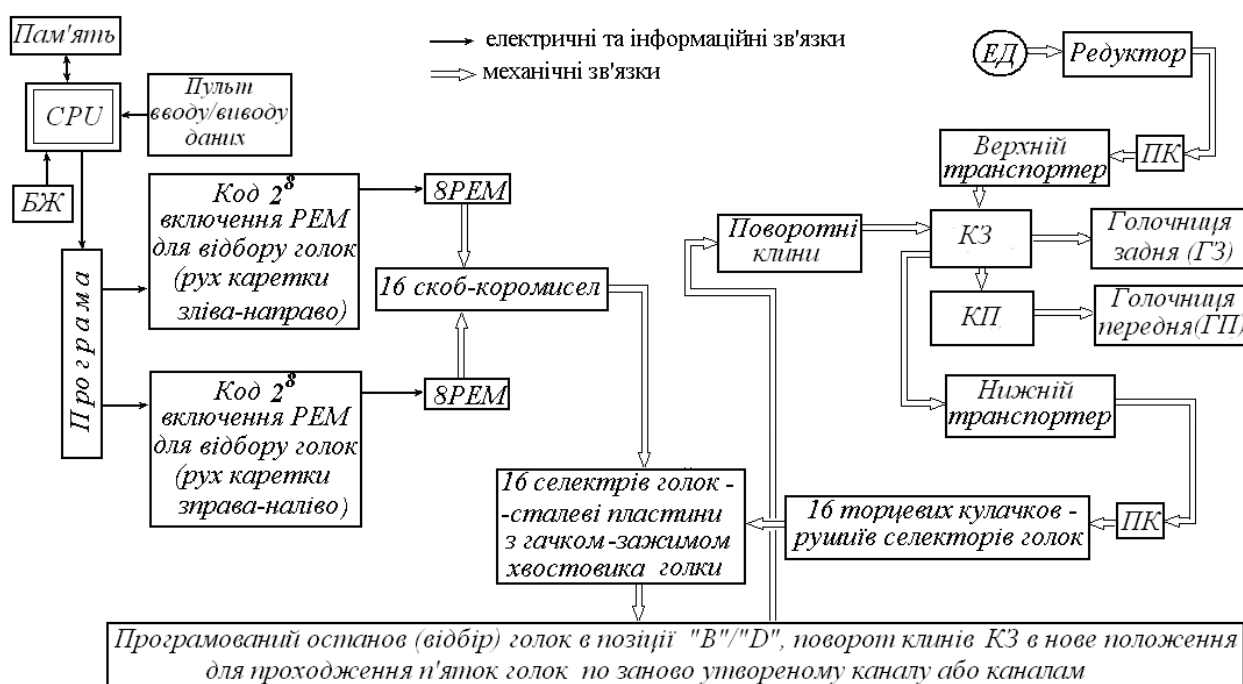 Пам'ять
CPU
Пульт
вводу/виводу
даних
БЖ
електричні та інформаційні зв'язки
механічні зв'язки
ЕД
Редуктор
ПК
Верхній
транспортер
Код 2⁸
включення РЕМ
для відбору голок
(рух каретки
зліва-направо)
8РЕМ
Програма
16 скоб-коромисел
Поворотні
клини
КЗ
Голочниця
задня (ГЗ)
КП
Голочниця
передня(ГП)
Код 2⁸
включення РЕМ
для відбору голок
(рух каретки
зправа-наліво)
8РЕМ
Нижній
транспортер
16 селектрів голок -
-сталеві пластини
з гачком-зажимом
хвостовика голки
16 торцевих кулачков -
рушиїв селекторів голок
ПК
Програмований останов (відбір) голок в позіції "В"/"D", поворот клинів КЗ в нове положення
для проходження п'яток голок по заново утвореному каналу або каналам